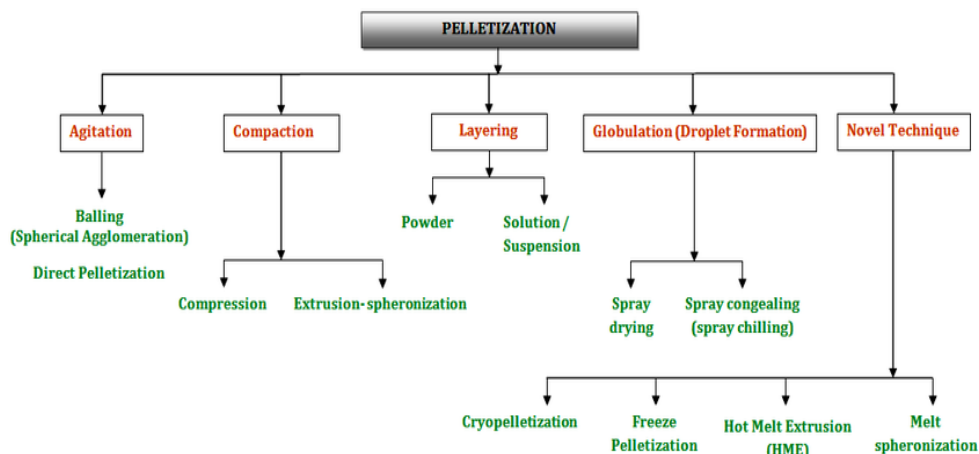 PELLETIZATION
Agitation
Compaction
Layering
Globulation (Droplet Formation)
Novel Technique
Balling
(Spherical Agglomeration)
Direct Pelletization
Powder
Solution /
Suspension
Compression
Extrusion- spheronization
Spray
drying
Spray congealing
(spray chilling)
Cryopelletization
Freeze
Pelletization
Hot Melt Extrusion
(HME)
Melt
spheronization